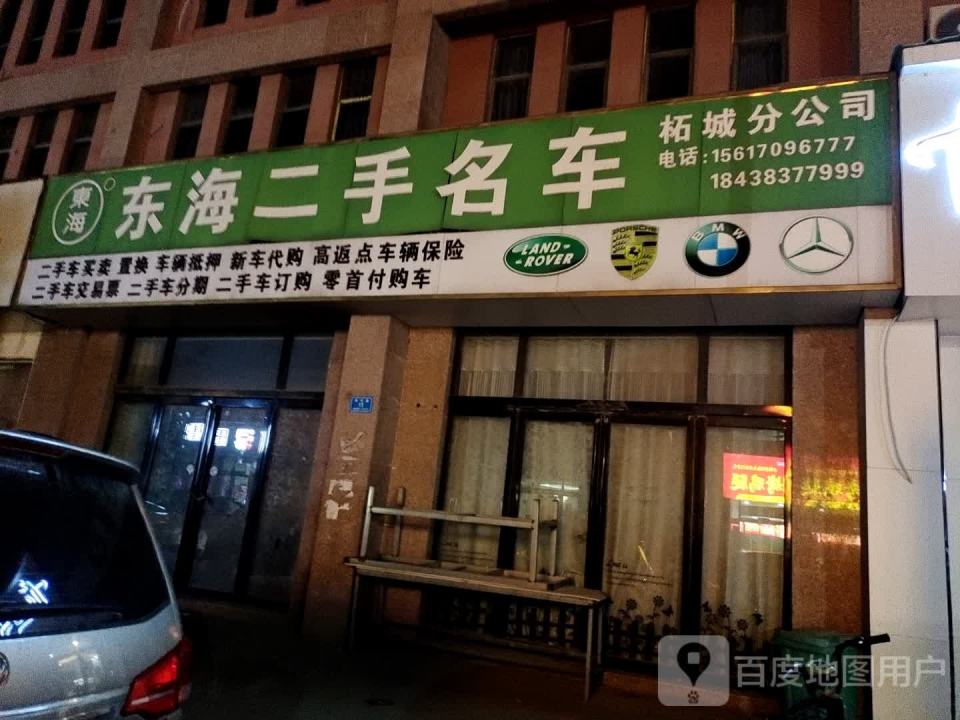 東海
东海二手名车
柘城分公司
电话:15617096777
18438377999
二手车买卖 置换 车辆抵押 新车代购 高返点车辆保险
二手车交易票 二手车分期 二手车订购 零首付购车
LAND ROVER
PORSCHE
BMW
百度地图用户